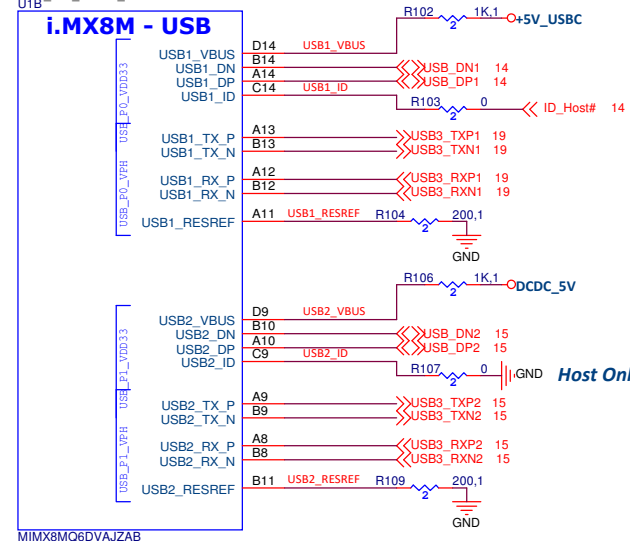 U1B
i.MX8M - USB
R102 1K,1 +5V_USBC
2
USB1_VBUS D14 USB1_VBUS
USB1_DN B14 USB_DN1 14
USB1_DP A14 USB_DP1 14
USB1_ID C14 USB1_ID
R103 0 ID_Host# 14
2
USB_P0_VDD33
USB1_TX_P A13 USB3_TXP1 19
USB1_TX_N B13 USB3_TXN1 19
USB1_RX_P A12 USB3_RXP1 19
USB1_RX_N B12 USB3_RXN1 19
USB_P0_VPH
USB1_RESREF A11 USB1_RESREF R104 200,1
2
GND
R106 1K,1 DCDC_5V
2
USB2_VBUS D9 USB2_VBUS
USB2_DN B10 USB_DN2 15
USB2_DP A10 USB_DP2 15
USB2_ID C9 USB2_ID
R107 0 GND Host Onl
2
USB_P1_VDD33
USB2_TX_P A9 USB3_TXP2 15
USB2_TX_N B9 USB3_TXN2 15
USB2_RX_P A8 USB3_RXP2 15
USB2_RX_N B8 USB3_RXN2 15
USB_P1_VPH
USB2_RESREF B11 USB2_RESREF R109 200,1
2
GND
MIMX8MQ6DVAJZAB